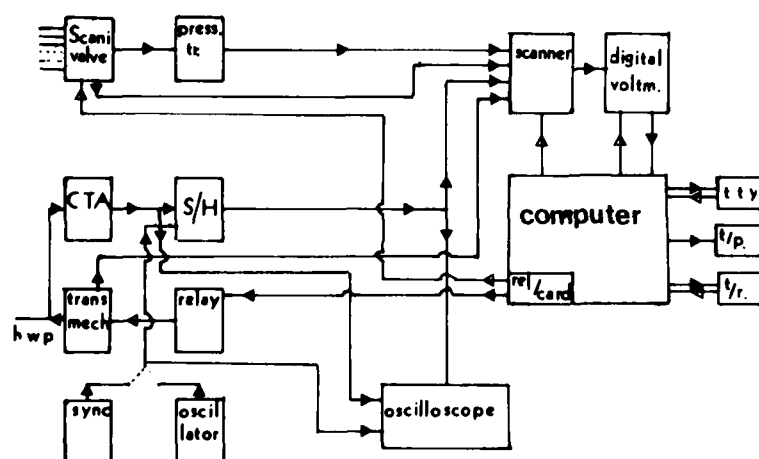 Scani
valve
press.
tr.
scanner
digital
voltm.
CTA
S/H
computer
tty
t/p.
t/r.
rel/
card
trans
mech
relay
hwp
sync
oscil
lator
oscilloscope